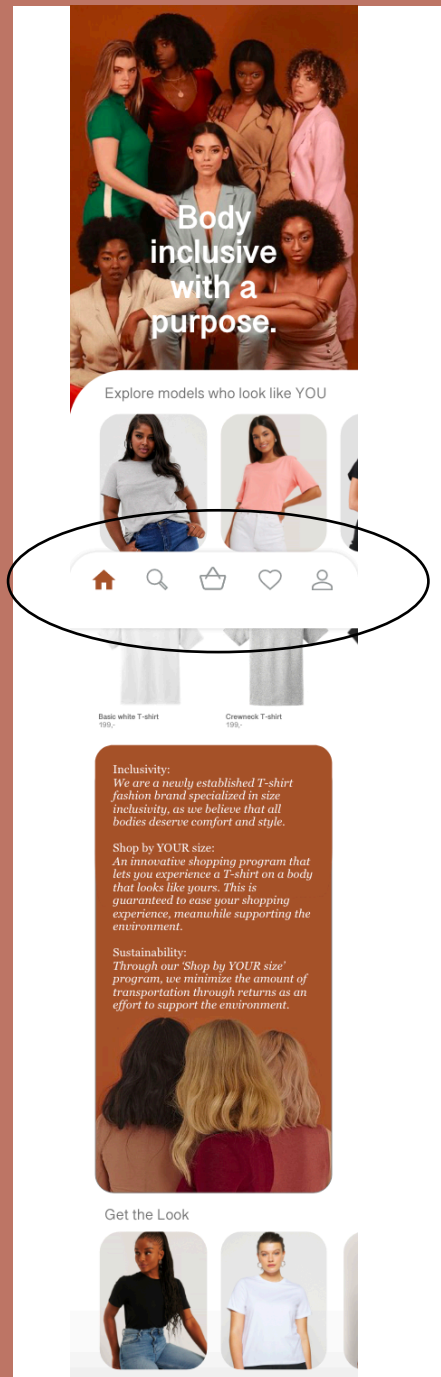 Body
inclusive
with a
purpose.
Explore models who look like YOU
Basic white T-shirt
199,-
Crewneck T-shirt
199,-
Inclusivity:
We are a newly established T-shirt
fashion brand specialized in size
inclusivity, as we believe that all
bodies deserve comfort and style.
Shop by YOUR size:
An innovative shopping program that
lets you experience a T-shirt on a body
that looks like yours. This is
guaranteed to ease your shopping
experience, meanwhile supporting the
environment.
Sustainability:
Through our ‘Shop by YOUR size’
program, we minimize the amount of
transportation through returns as an
effort to support the environment.
Get the Look